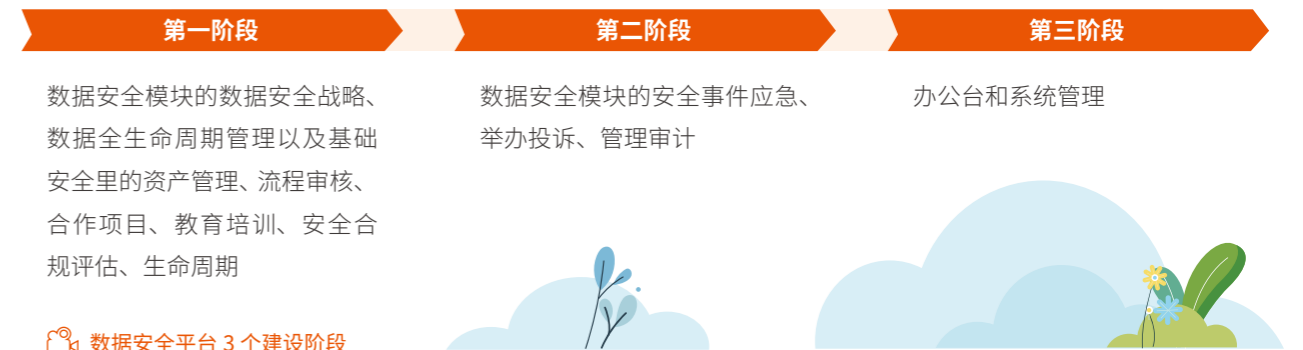 第一阶段
数据安全模块的数据安全战略、
数据全生命周期管理以及基础
安全里的资产管理、流程审核、
合作项目、教育培训、安全合
规评估、生命周期
第二阶段
数据安全模块的安全事件应急、
举办投诉、管理审计
第三阶段
办公台和系统管理
数据安全平台 3 个建设阶段